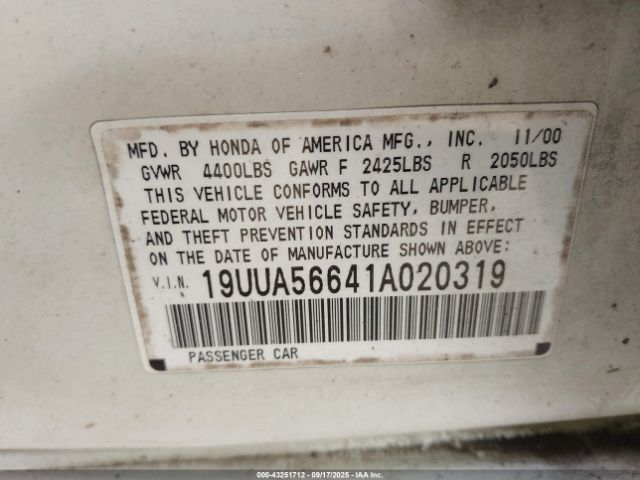 MFD. BY HONDA OF AMERICA MFG., INC. 11/00
GVWR 4400LBS GAWR F 2425LBS R 2050LBS
THIS VEHICLE CONFORMS TO ALL APPLICABLE
FEDERAL MOTOR VEHICLE SAFETY, BUMPER,
AND THEFT PREVENTION STANDARDS IN EFFECT
ON THE DATE OF MANUFACTURE SHOWN ABOVE:
V.I.N. 19UUA56641A020319
PASSENGER CAR
000-43251712 - 09/17/2025 - IAAI.COM